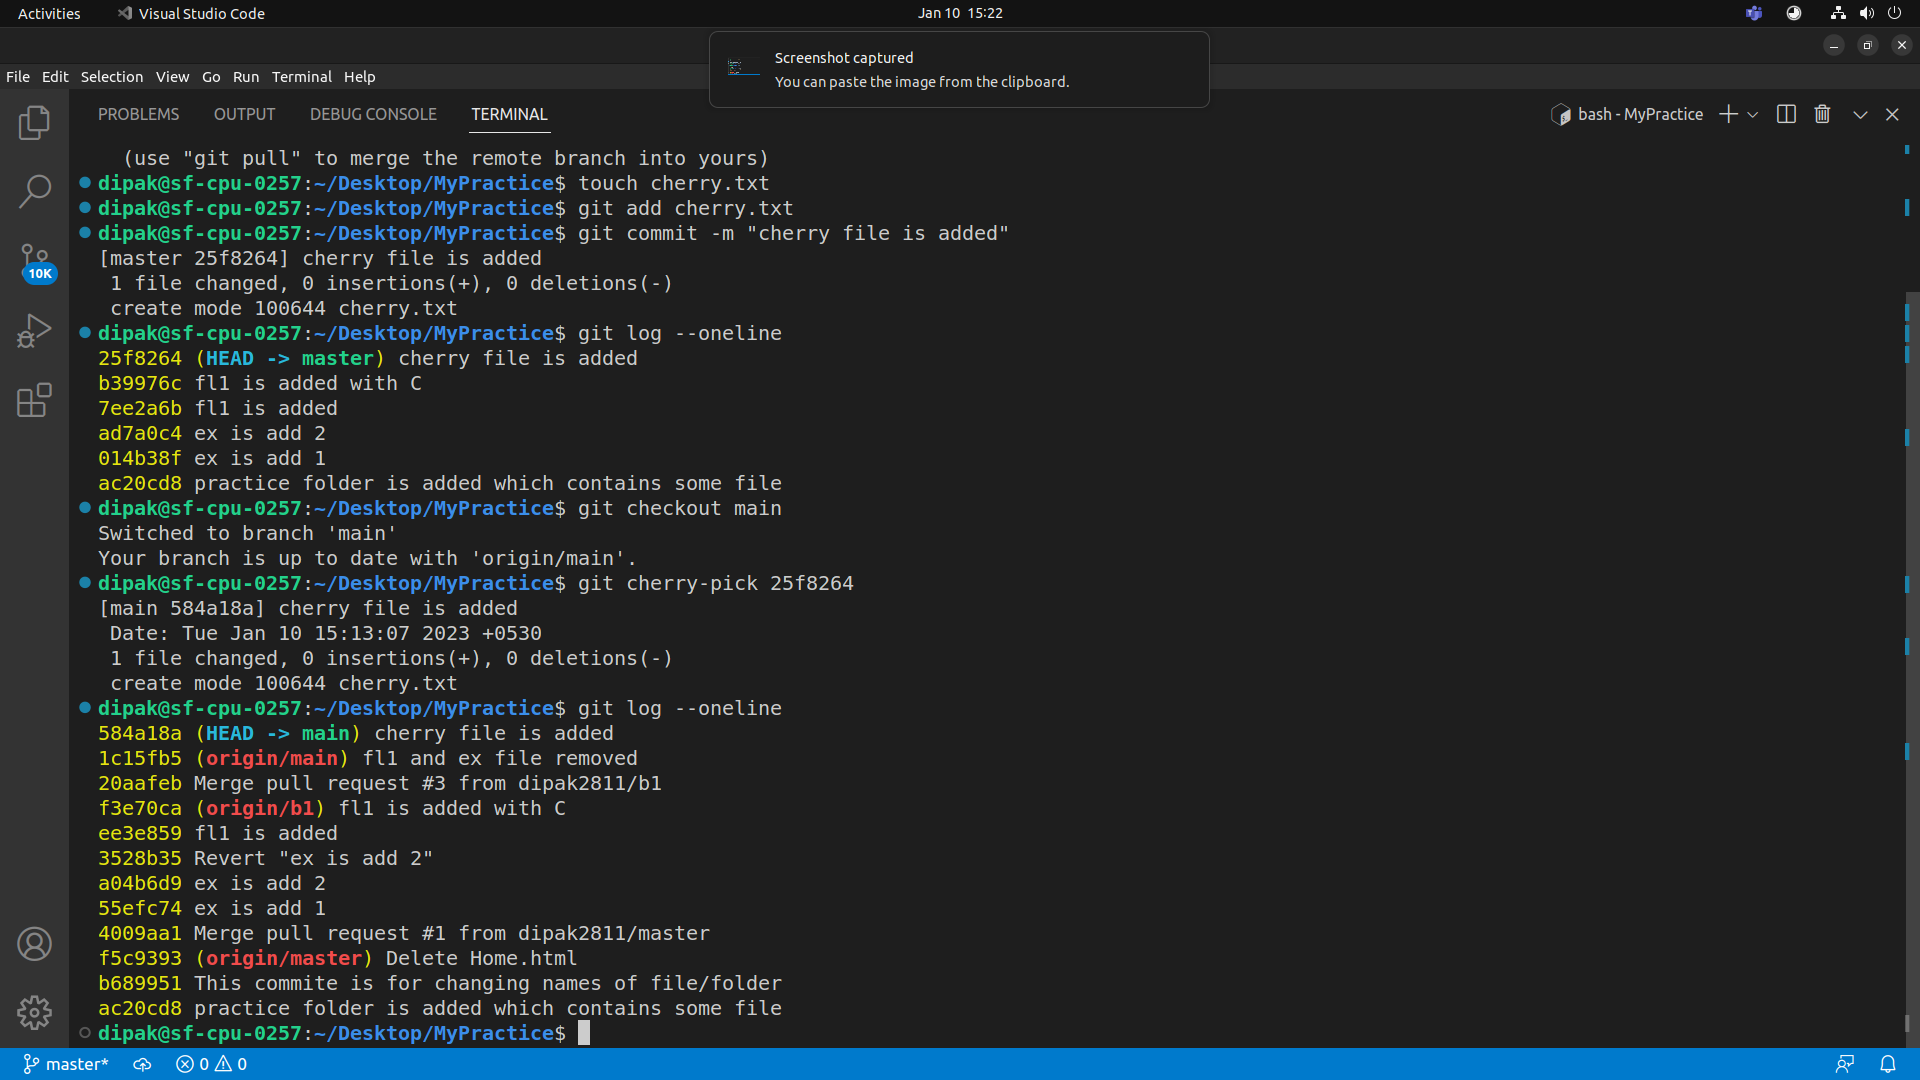 Activities Visual Studio Code Jan 10 15:22
Screenshot captured
You can paste the image from the clipboard.
File Edit Selection View Go Run Terminal Help
PROBLEMS OUTPUT DEBUG CONSOLE TERMINAL bash - MyPractice
(use "git pull" to merge the remote branch into yours)
dipak@sf-cpu-0257:~/Desktop/MyPractice$ touch cherry.txt
dipak@sf-cpu-0257:~/Desktop/MyPractice$ git add cherry.txt
dipak@sf-cpu-0257:~/Desktop/MyPractice$ git commit -m "cherry file is added"
[master 25f8264] cherry file is added
1 file changed, 0 insertions(+), 0 deletions(-)
create mode 100644 cherry.txt
dipak@sf-cpu-0257:~/Desktop/MyPractice$ git log --oneline
25f8264 (HEAD -> master) cherry file is added
b39976c fl1 is added with C
7ee2a6b fl1 is added
ad7a0c4 ex is add 2
014b38f ex is add 1
ac20cd8 practice folder is added which contains some file
dipak@sf-cpu-0257:~/Desktop/MyPractice$ git checkout main
Switched to branch 'main'
Your branch is up to date with 'origin/main'.
dipak@sf-cpu-0257:~/Desktop/MyPractice$ git cherry-pick 25f8264
[main 584a18a] cherry file is added
Date: Tue Jan 10 15:13:07 2023 +0530
1 file changed, 0 insertions(+), 0 deletions(-)
create mode 100644 cherry.txt
dipak@sf-cpu-0257:~/Desktop/MyPractice$ git log --oneline
584a18a (HEAD -> main) cherry file is added
1c15fb5 (origin/main) fl1 and ex file removed
20aafeb Merge pull request #3 from dipak2811/b1
f3e70ca (origin/b1) fl1 is added with C
ee3e859 fl1 is added
3528b35 Revert "ex is add 2"
a04b6d9 ex is add 2
55efc74 ex is add 1
4009aa1 Merge pull request #1 from dipak2811/master
f5c9393 (origin/master) Delete Home.html
b689951 This commite is for changing names of file/folder
ac20cd8 practice folder is added which contains some file
dipak@sf-cpu-0257:~/Desktop/MyPractice$
10K
master* 0 0